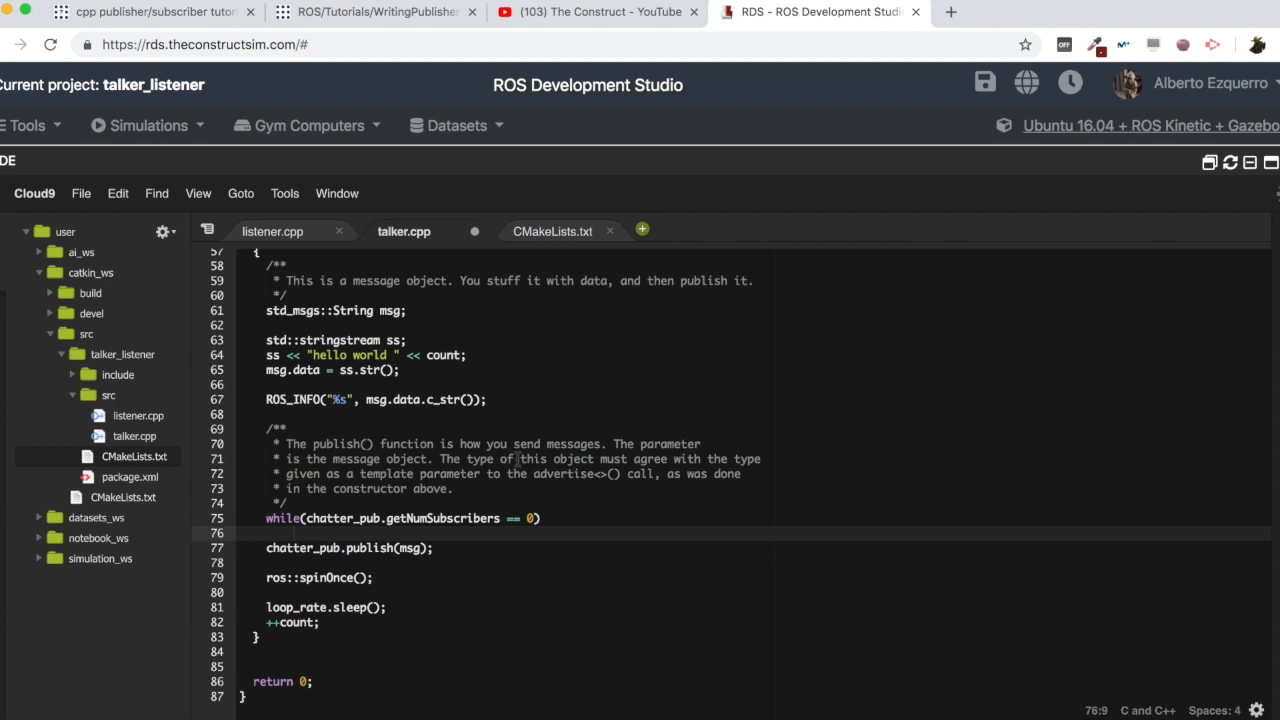 cpp publisher/subscriber tutori
ROS/Tutorials/WritingPublisher
(103) The Construct - YouTube
RDS - ROS Development Studi
https://rds.theconstructsim.com/#
OFF
Current project: talker_listener
ROS Development Studio
Alberto Ezquerro
Tools
Simulations
Gym Computers
Datasets
Ubuntu 16.04 + ROS Kinetic + Gazebo
DE
Cloud9 File Edit Find View Goto Tools Window
user
ai_ws
catkin_ws
build
devel
src
talker_listener
include
src
listener.cpp
talker.cpp
CMakeLists.txt
package.xml
CMakeLists.txt
datasets_ws
notebook_ws
simulation_ws
listener.cpp
talker.cpp
CMakeLists.txt
57 {
58 /**
59 * This is a message object. You stuff it with data, and then publish it.
60 */
61 std_msgs::String msg;
62
63 std::stringstream ss;
64 ss << "hello world " << count;
65 msg.data = ss.str();
66
67 ROS_INFO("%s", msg.data.c_str());
68
69 /**
70 * The publish() function is how you send messages. The parameter
71 * is the message object. The type of this object must agree with the type
72 * given as a template parameter to the advertise<>() call, as was done
73 * in the constructor above.
74 */
75 while(chatter_pub.getNumSubscribers == 0)
76
77 chatter_pub.publish(msg);
78
79 ros::spinOnce();
80
81 loop_rate.sleep();
82 ++count;
83 }
84
85
86 return 0;
87 }
76:9 C and C++ Spaces: 4